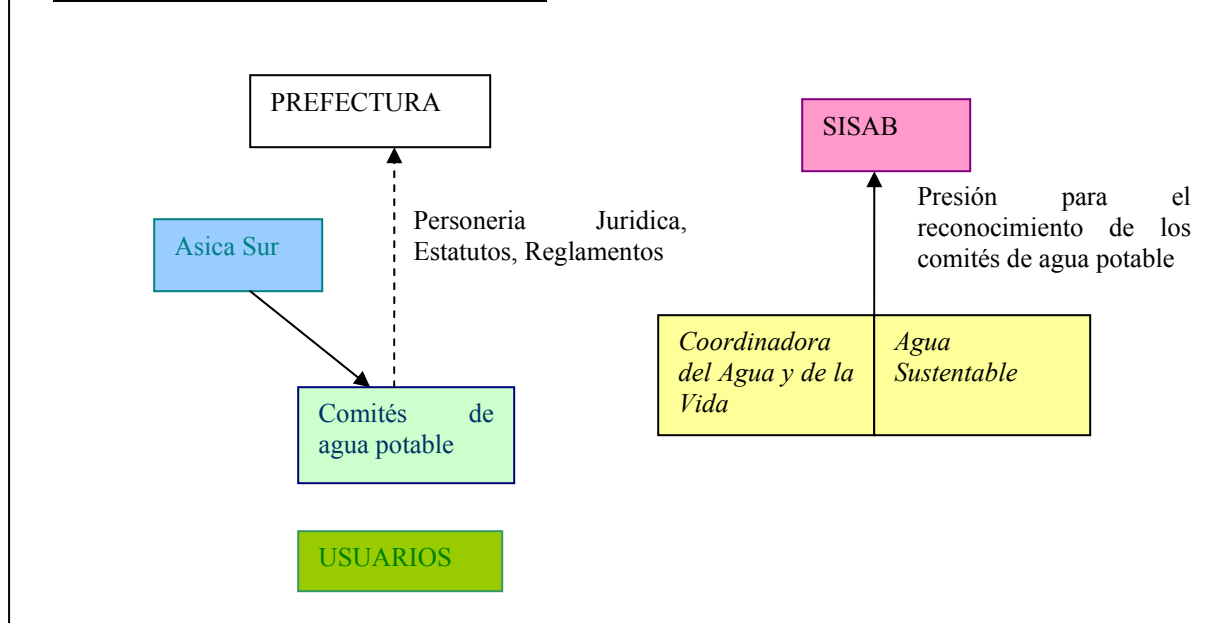 PREFECTURA
SISAB
Asica Sur
Personeria Juridica,
Estatutos, Reglamentos
Presión para el
reconocimiento de los
comités de agua potable
Coordinadora
del Agua y de la
Vida
Agua
Sustentable
Comités de
agua potable
USUARIOS